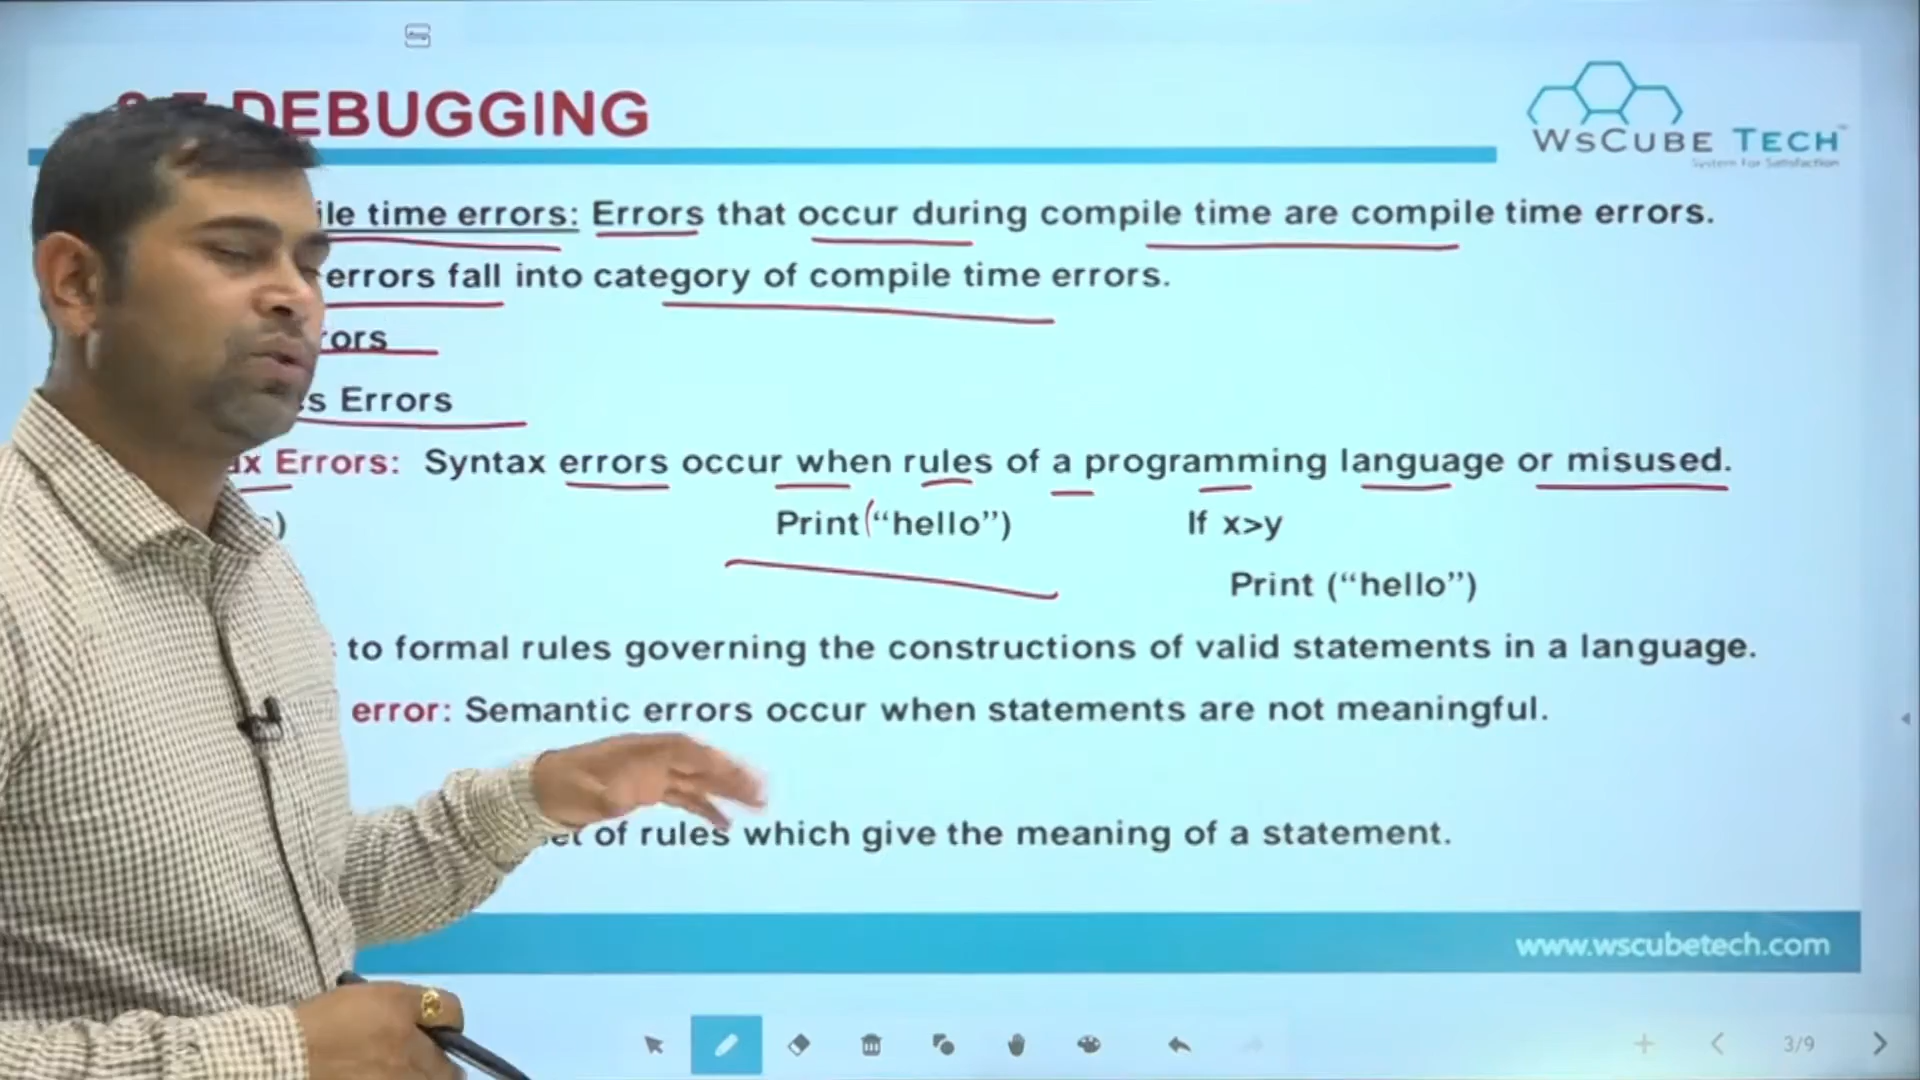 DEBUGGING
WSCUBE TECH
System For Satisfaction
time errors: Errors that occur during compile time are compile time errors.
errors fall into category of compile time errors.
Errors
Errors: Syntax errors occur when rules of a programming language or misused.
Print(“hello”) If x>y
Print (“hello”)
to formal rules governing the constructions of valid statements in a language.
error: Semantic errors occur when statements are not meaningful.
of rules which give the meaning of a statement.
www.wscubetech.com
3/9